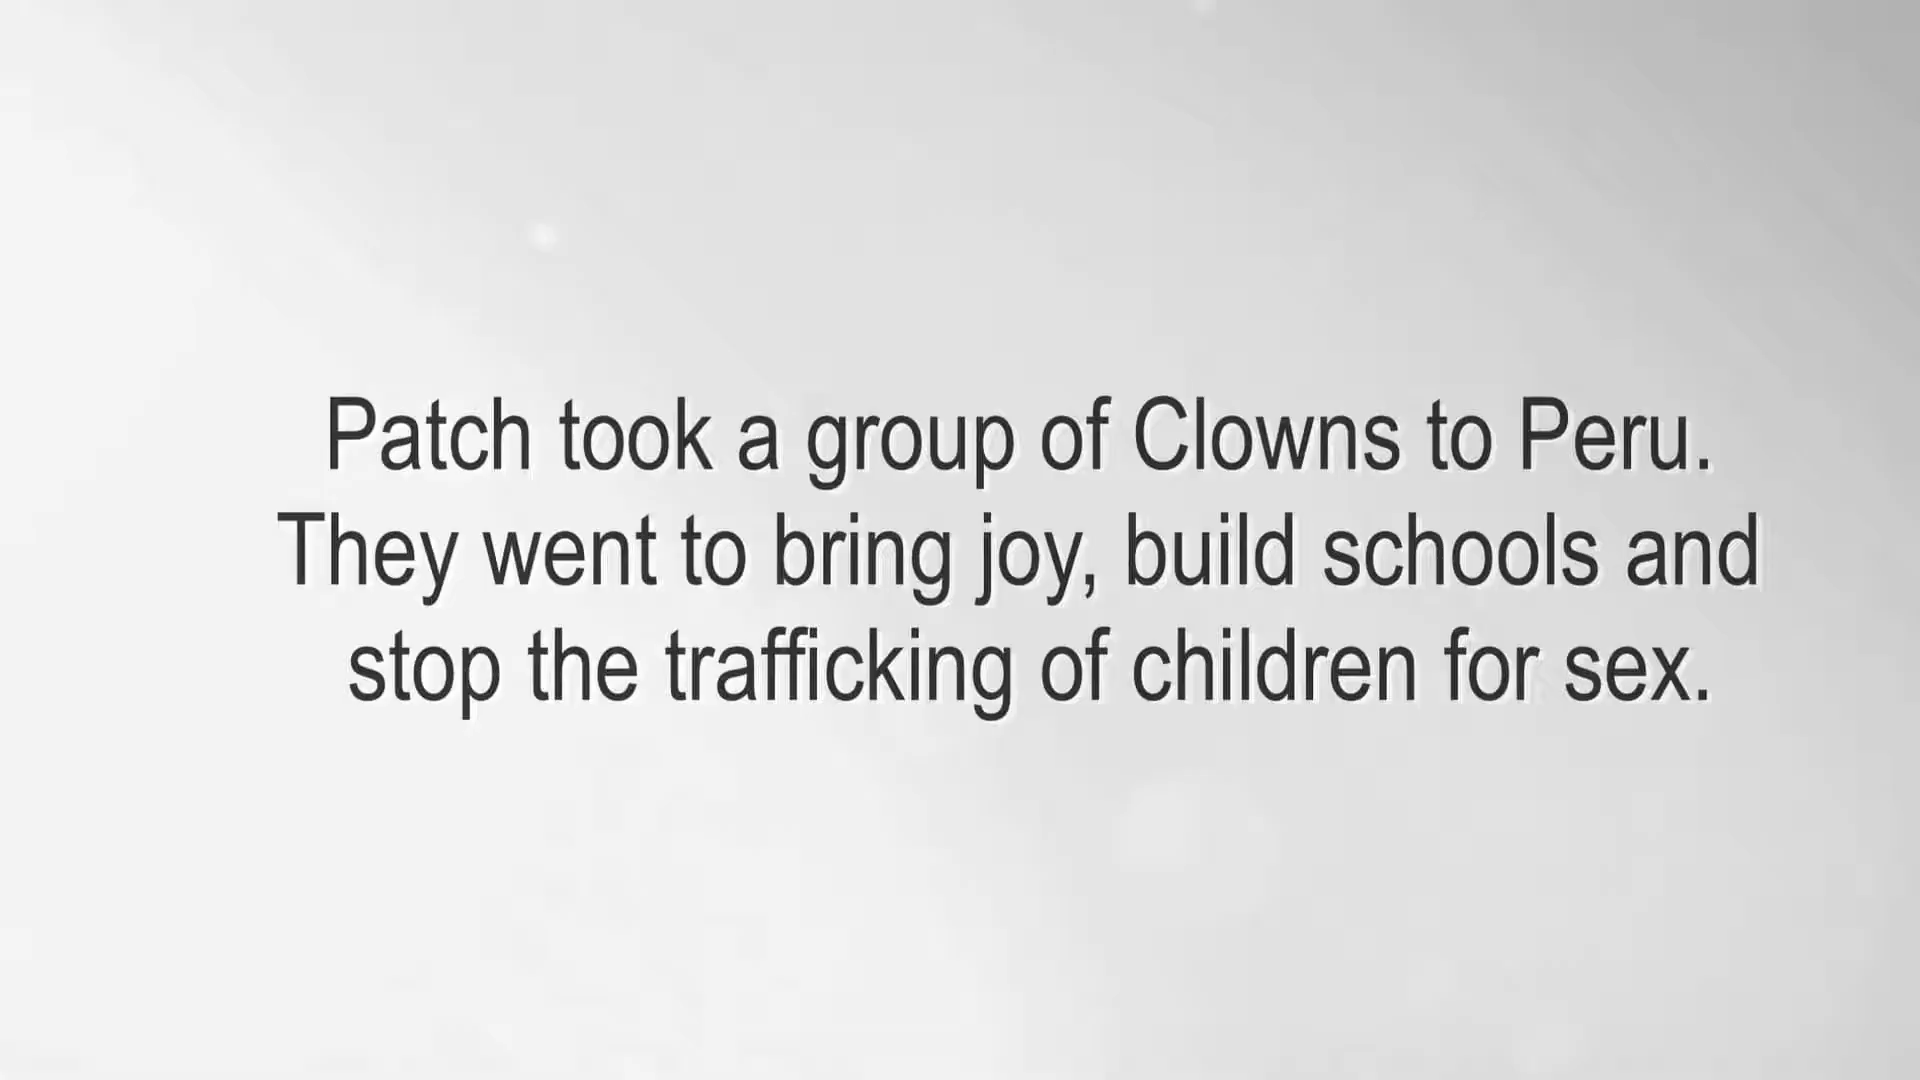 Patch took a group of Clowns to Peru.
They went to bring joy, build schools and
stop the trafficking of children for sex.